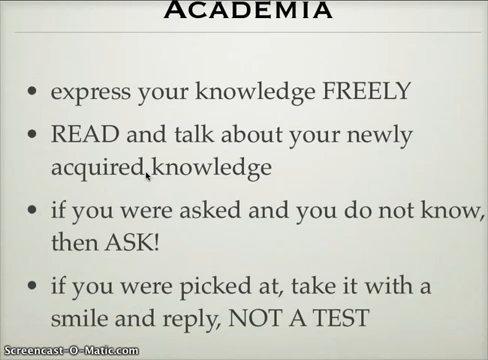 ACADEMIA
• express your knowledge FREELY
• READ and talk about your newly
acquired knowledge
• if you were asked and you do not know,
then ASK!
• if you were picked at, take it with a
smile and reply, NOT A TEST
Screencast-O-Matic.com